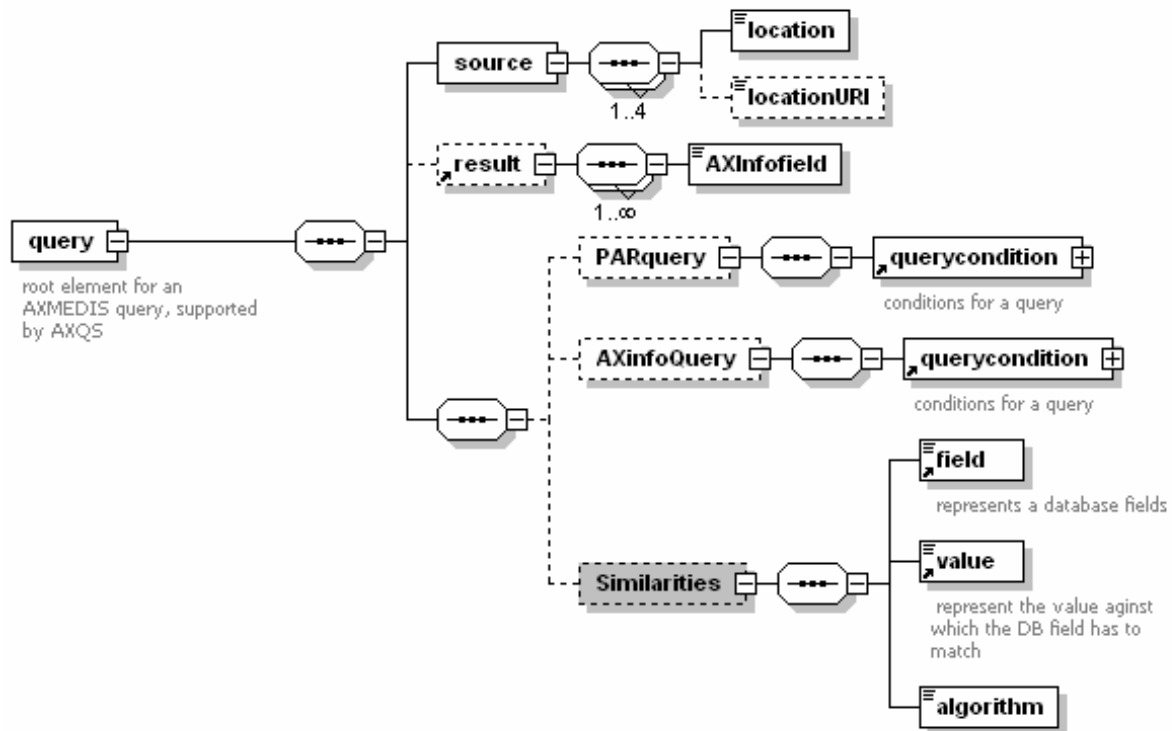 location
source
locationURI
1..4
result
AXInfofield
1..∞
query
root element for an
AXMEDIS query, supported
by AXQS
PARquery
querycondition
conditions for a query
AXinfoQuery
querycondition
conditions for a query
field
represents a database fields
Similarities
value
represent the value aginst
which the DB field has to
match
algorithm